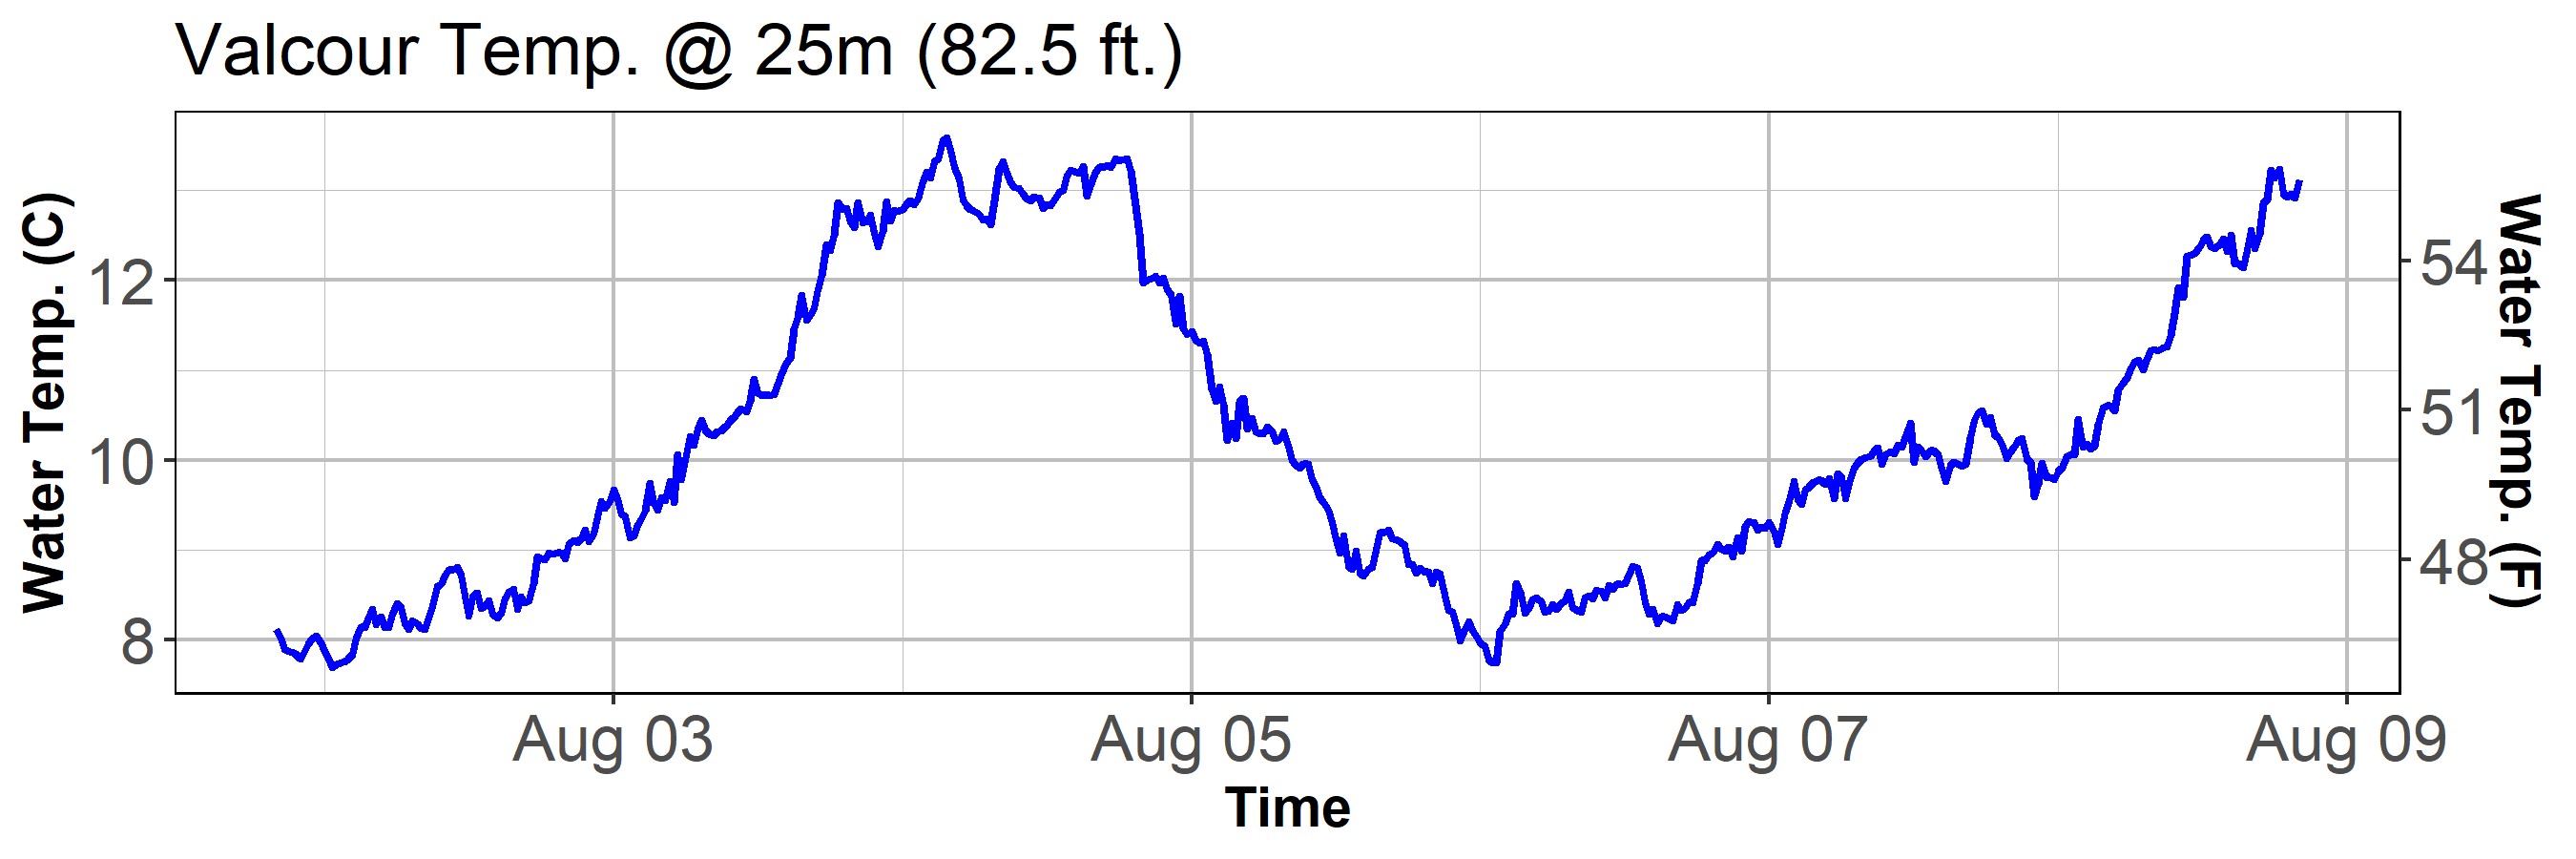 Valcour Temp. @ 25m (82.5 ft.)
Water Temp. (C)
12
10
8
54
51
48
Water Temp. (F)
Aug 03 Aug 05 Aug 07 Aug 09
Time